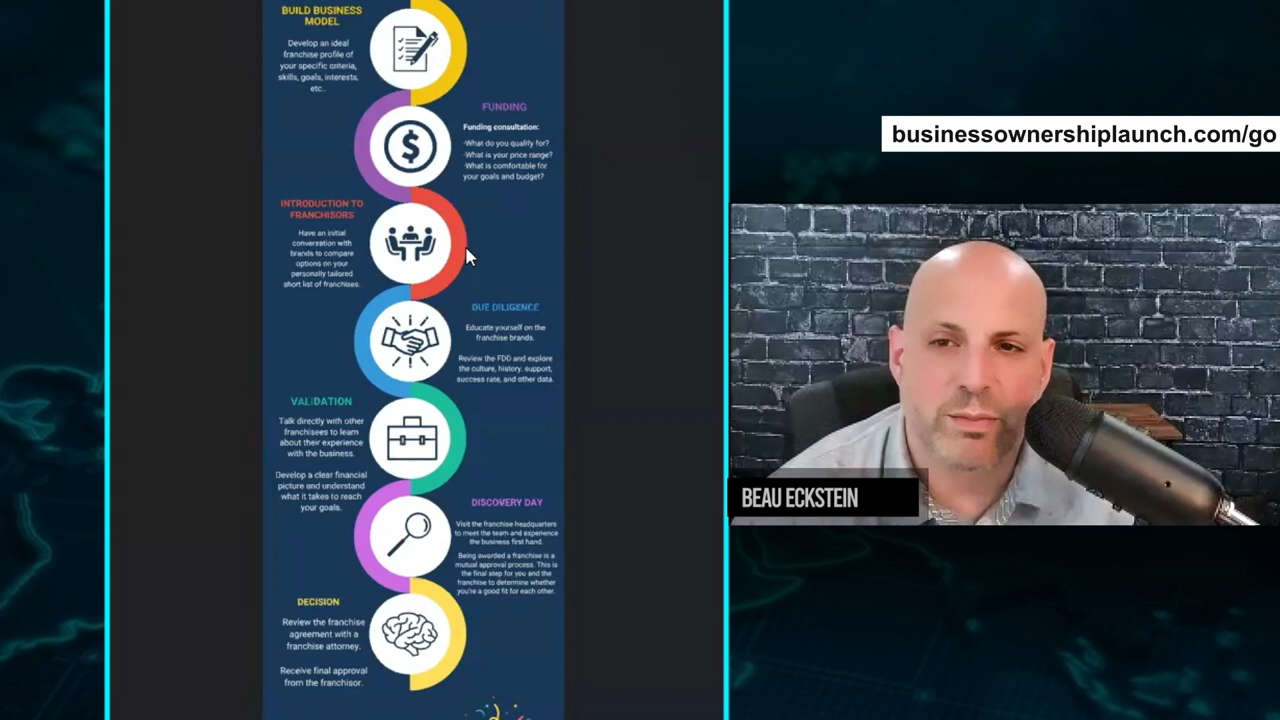 BUILD BUSINESS
MODEL
Develop an ideal
franchise profile of
your specific criteria,
skills, goals, interests,
etc..
FUNDING
Funding consultation:
-What do you qualify for?
-What is your price range?
-What is comfortable for
your goals and budget?
INTRODUCTION TO
FRANCHISORS
Have an initial
conversation with
brands to compare
options on your
personally tailored
short list of franchises.
DUE DILIGENCE
Educate yourself on the
franchise brands.
Review the FDD and explore
the culture, history, support,
success rate, and other data.
VALIDATION
Talk directly with other
franchisees to learn
about their experience
with the business.
Develop a clear financial
picture and understand
what it takes to reach
your goals.
DISCOVERY DAY
Visit the franchise headquarters
to meet the team and experience
the business first hand.
Being awarded a franchise is a
mutual approval process. This is
the final step for you and the
franchise to determine whether
you're a good fit for each other.
DECISION
Review the franchise
agreement with a
franchise attorney.
Receive final approval
from the franchisor.
businessownershiplaunch.com/go
BEAU ECKSTEIN